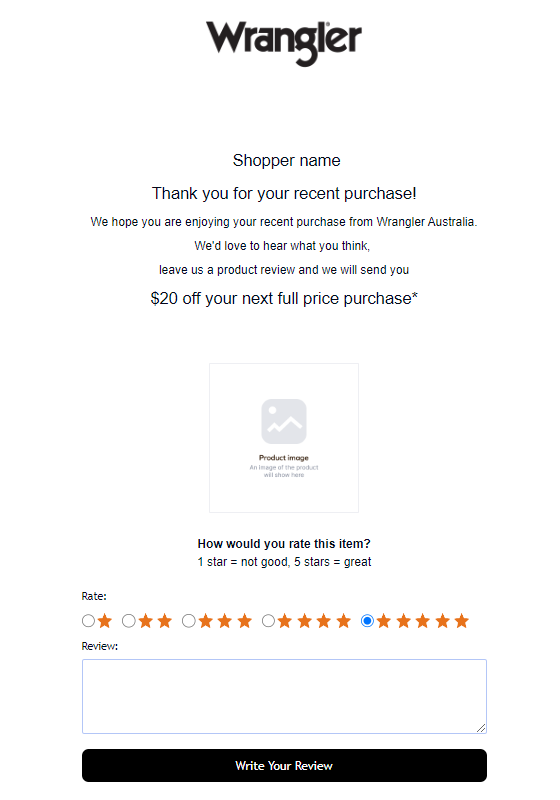 Wrangler
Shopper name
Thank you for your recent purchase!
We hope you are enjoying your recent purchase from Wrangler Australia.
We'd love to hear what you think,
leave us a product review and we will send you
$20 off your next full price purchase*
Product image
An image of the product
will show here
How would you rate this item?
1 star = not good, 5 stars = great
Rate:
Review:
Write Your Review